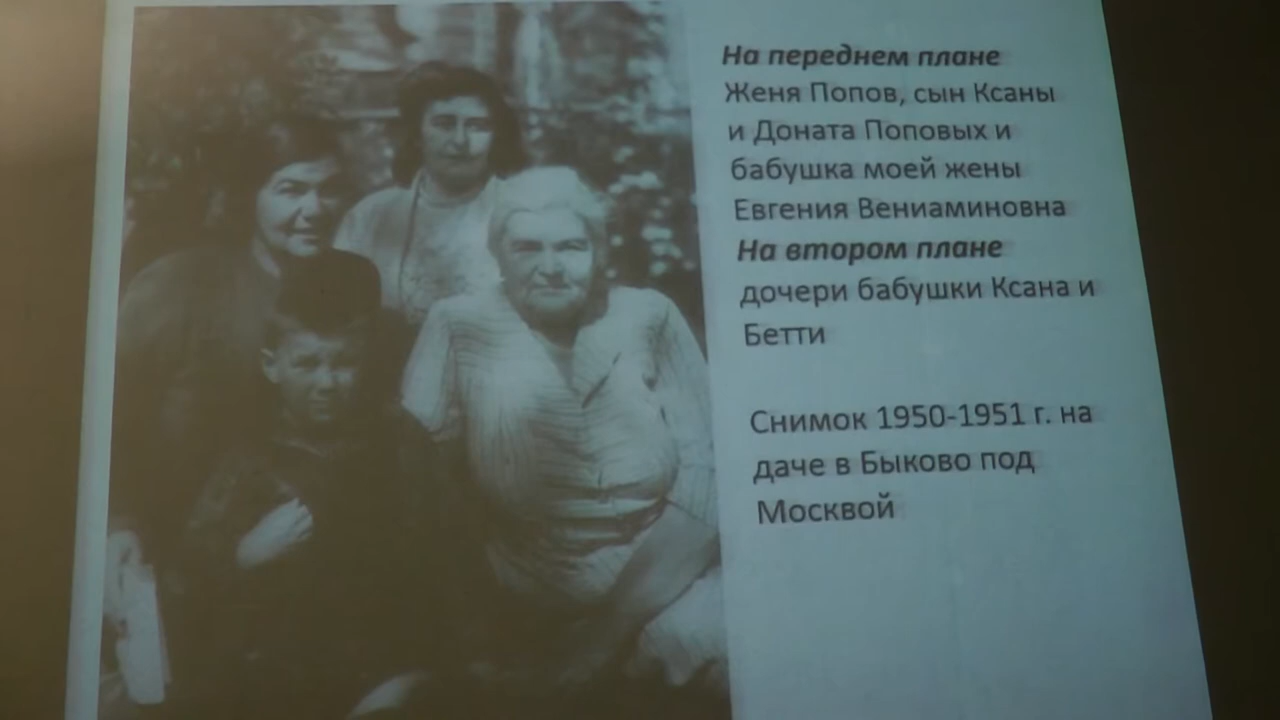 На переднем плане
Женя Попов, сын Ксаны
и Доната Поповых и
бабушка моей жены
Евгения Вениаминовна
На втором плане
дочери бабушки Ксана и
Бетти
Снимок 1950-1951 г. на
даче в Быково под
Москвой